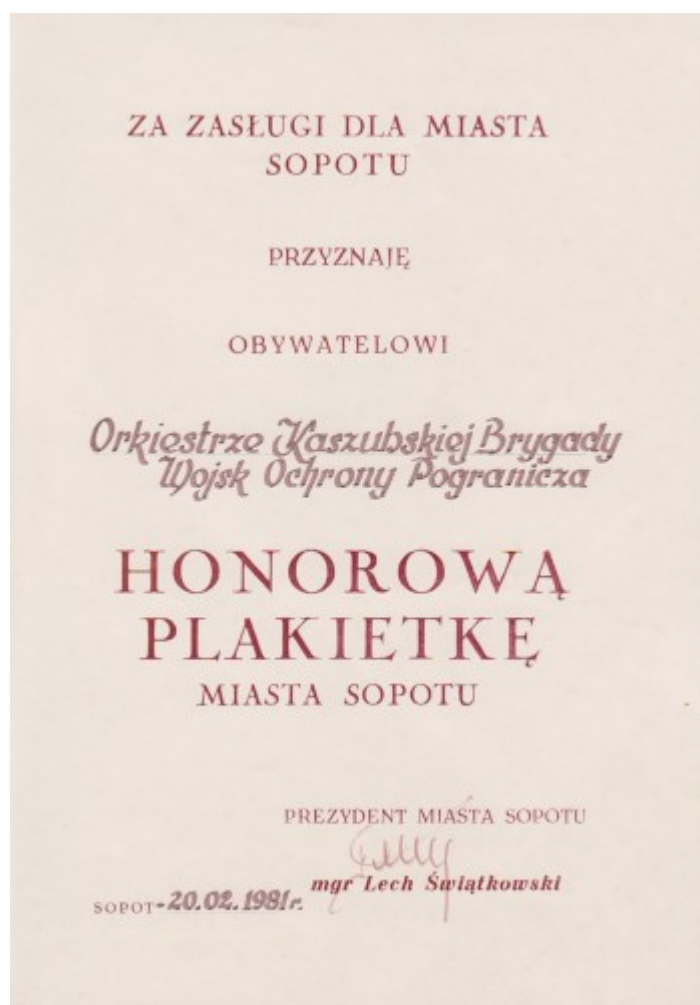 ZA ZASŁUGI DLA MIASTA
SOPOTU
PRZYZNAJĘ
OBYWATELOWI
Orkiestrze Kaszubskiej Brygady
Wojsk Ochrony Pogranicza
HONOROWĄ
PLAKIETKĘ
MIASTA SOPOTU
PREZYDENT MIASTA SOPOTU
mgr Lech Świątkowski
SOPOT-20.02.1981r.